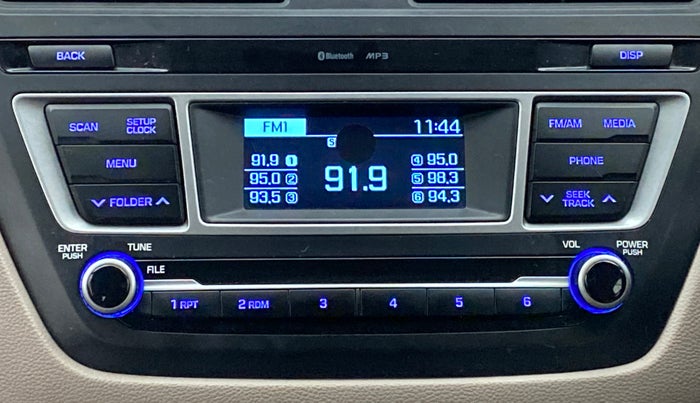 BACK
Bluetooth MP3
DISP
SCAN
SETUP CLOCK
MENU
FOLDER
FM1
11:44
S
91.9 1
95.0 2
93.5 3
91.9
4 95.0
5 98.3
6 94.3
FM/AM
MEDIA
PHONE
SEEK TRACK
ENTER PUSH
TUNE
FILE
VOL
POWER PUSH
1 RPT
2 RDM
3
4
5
6